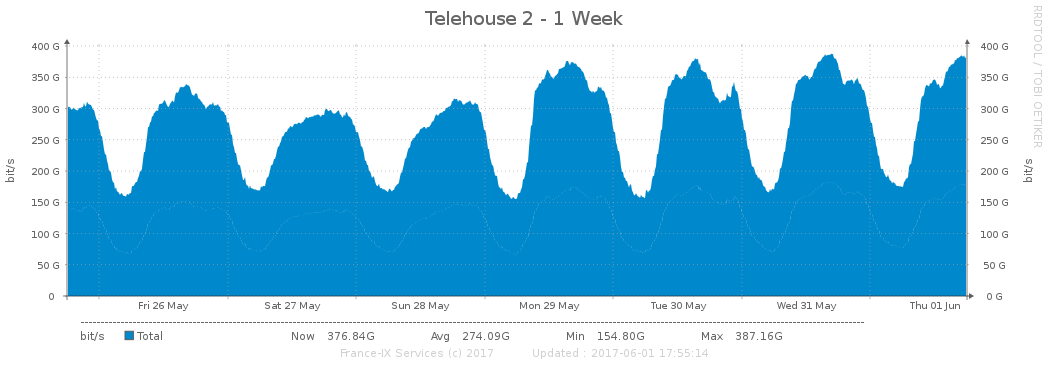 Telehouse 2 - 1 Week
RRDTOOL / TOBI OETIKER
400 G 400 G
350 G 350 G
300 G 300 G
250 G 250 G
200 G 200 G
150 G 150 G
100 G 100 G
50 G 50 G
0 0 G
bit/s bit/s
Fri 26 May Sat 27 May Sun 28 May Mon 29 May Tue 30 May Wed 31 May Thu 01 Jun
bit/s Total Now 376.84G Avg 274.09G Min 154.80G Max 387.16G
France-IX Services (c) 2017 Updated : 2017-06-01 17:55:14